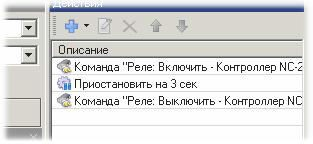 Действия
Описание
Команда "Реле: Включить - Контроллер NC-2
Приостановить на 3 сек
Команда "Реле: Выключить - Контроллер NC